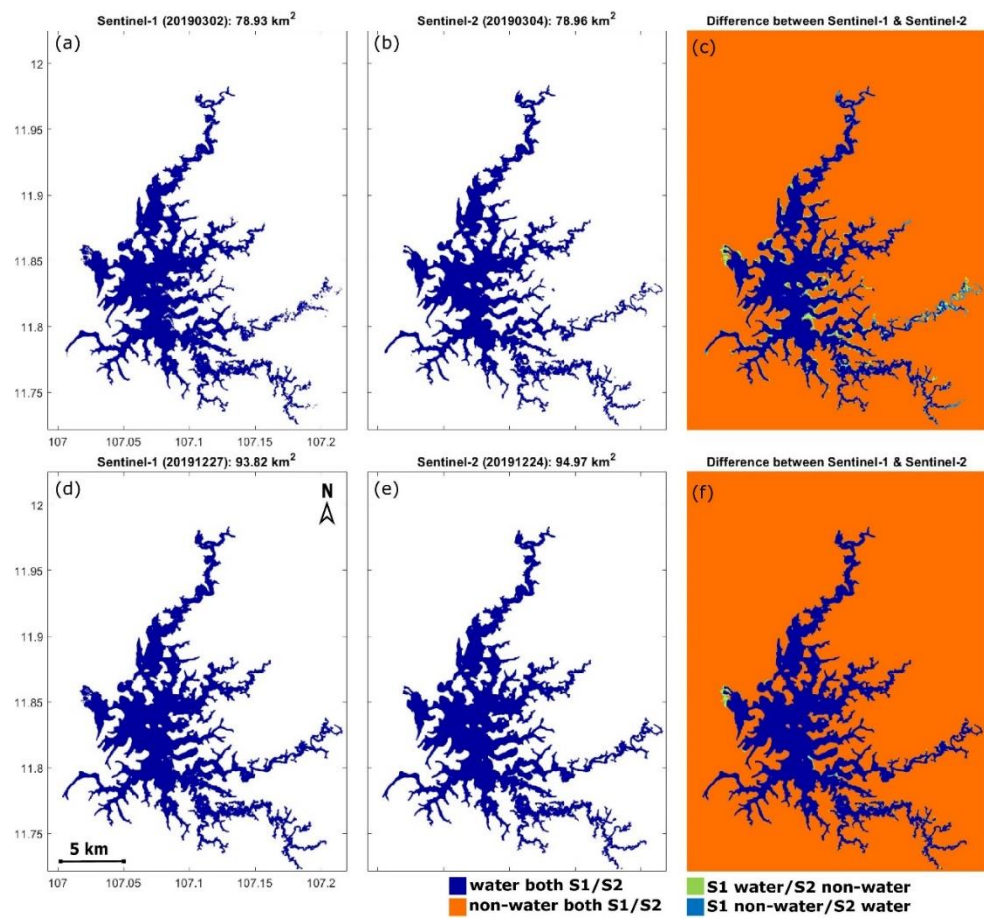 Sentinel-1 (20190302): 78.93 km²
Sentinel-2 (20190304): 78.96 km²
Difference between Sentinel-1 & Sentinel-2
(a)
(b)
(c)
12
11.95
11.9
11.85
11.8
11.75
107
107.05
107.1
107.15
107.2
Sentinel-1 (20191227): 93.82 km²
Sentinel-2 (20191224): 94.97 km²
Difference between Sentinel-1 & Sentinel-2
(d)
N
(e)
(f)
12
11.95
11.9
11.85
11.8
11.75
5 km
107
107.05
107.1
107.15
107.2
water both S1/S2
non-water both S1/S2
S1 water/S2 non-water
S1 non-water/S2 water